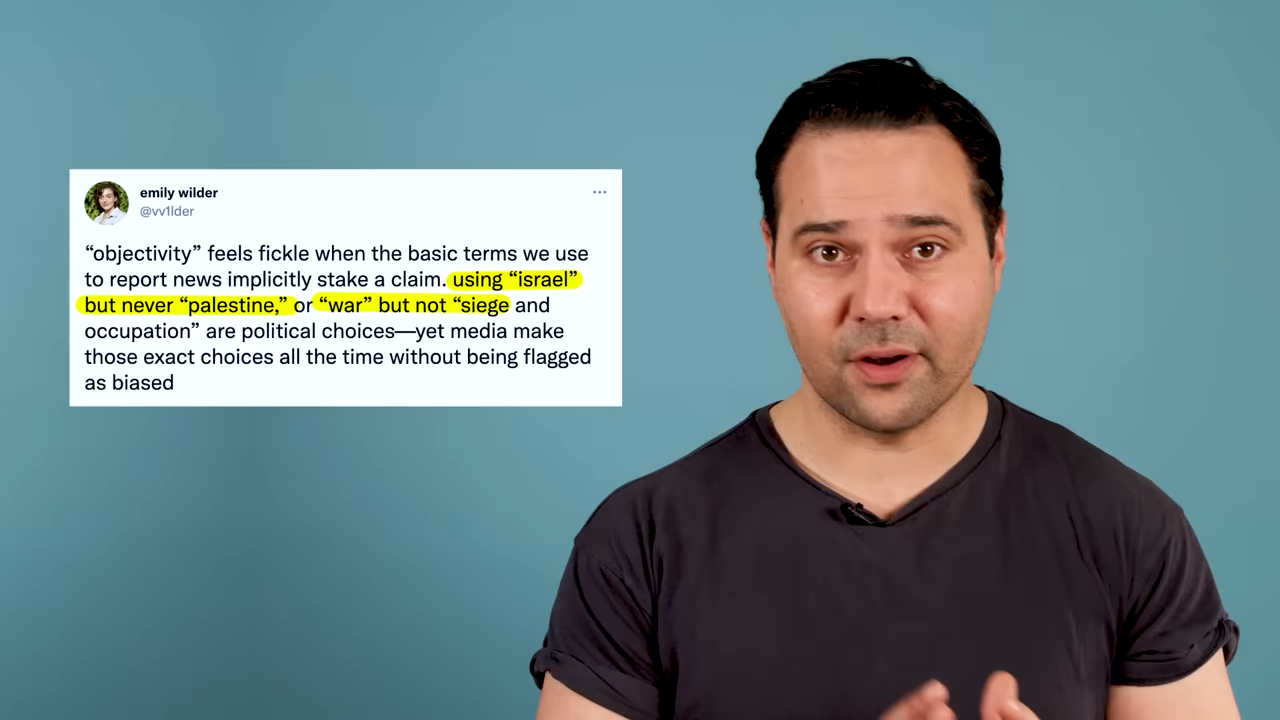 emily wilder
@vv1lder
“objectivity” feels fickle when the basic terms we use
to report news implicitly stake a claim. using “israel”
but never “palestine,” or “war” but not “siege and
occupation” are political choices—yet media make
those exact choices all the time without being flagged
as biased